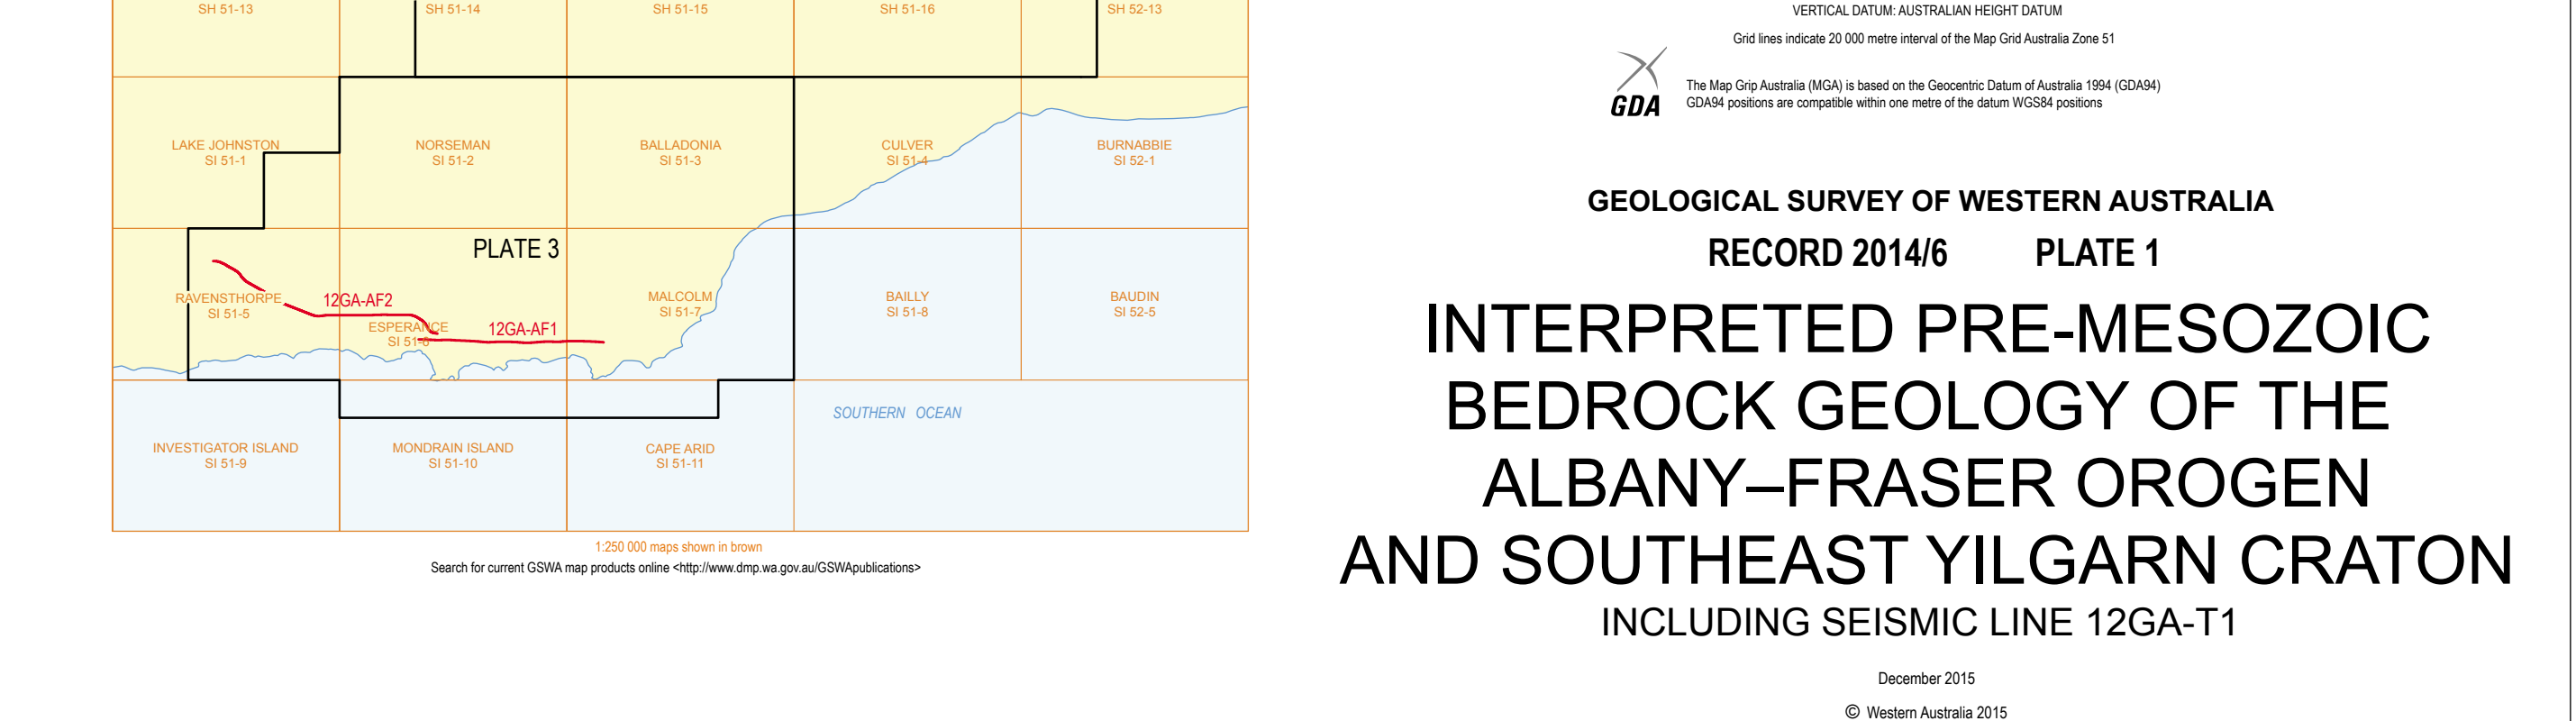 SH 51-13
SH 51-14
SH 51-15
SH 51-16
SH 52-13
LAKE JOHNSTON
SI 51-1
NORSEMAN
SI 51-2
BALLADONIA
SI 51-3
CULVER
SI 51-4
BURNABBIE
SI 52-1
PLATE 3
RAVENSTHORPE
SI 51-5
12GA-AF2
ESPERANCE
SI 51-6
12GA-AF1
MALCOLM
SI 51-7
BAILLY
SI 51-8
BAUDIN
SI 52-5
SOUTHERN OCEAN
INVESTIGATOR ISLAND
SI 51-9
MONDRAIN ISLAND
SI 51-10
CAPE ARID
SI 51-11
1:250 000 maps shown in brown
Search for current GSWA map products online <http://www.dmp.wa.gov.au/GSWApublications>
VERTICAL DATUM: AUSTRALIAN HEIGHT DATUM
Grid lines indicate 20 000 metre interval of the Map Grid Australia Zone 51
GDA
The Map Grip Australia (MGA) is based on the Geocentric Datum of Australia 1994 (GDA94)
GDA94 positions are compatible within one metre of the datum WGS84 positions
GEOLOGICAL SURVEY OF WESTERN AUSTRALIA
RECORD 2014/6 PLATE 1
INTERPRETED PRE-MESOZOIC
BEDROCK GEOLOGY OF THE
ALBANY–FRASER OROGEN
AND SOUTHEAST YILGARN CRATON
INCLUDING SEISMIC LINE 12GA-T1
December 2015
© Western Australia 2015